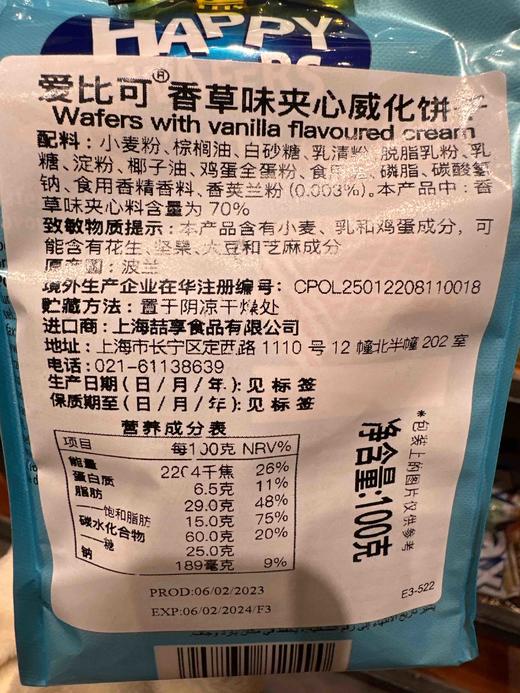 HAPPY
爱比可® 香草味夹心威化饼干
Wafers with vanilla flavoured cream
配料：小麦粉、棕榈油、白砂糖、乳清粉、脱脂乳粉、乳
糖、淀粉、椰子油、鸡蛋全蛋粉、食用盐、磷脂、碳酸氢
钠、食用香精香料、香荚兰粉 (0.003%)。本产品中：香
草味夹心料含量为 70%
致敏物质提示：本产品含有小麦、乳和鸡蛋成分，可
能含有花生、坚果、大豆和芝麻成分
原产国：波兰
境外生产企业在华注册编号：CPOL25012208110018
贮藏方法：置于阴凉干燥处
进口商：上海喆享食品有限公司
地址：上海市长宁区定西路 1110 号 12 幢北半幢 202 室
电话：021-61138639
生产日期(日/月/年)：见标签
保质期至(日/月/年)：见标签
营养成分表
项目 每100克 NRV%
能量 2204千焦 26%
蛋白质 6.5克 11%
脂肪 29.0克 48%
——饱和脂肪 15.0克 75%
碳水化合物 60.0克 20%
——糖 25.0克
钠 189毫克 9%
净含量:100克
*包装上的图片仅供参考
PROD:06/02/2023
EXP:06/02/2024/F3
E3-522